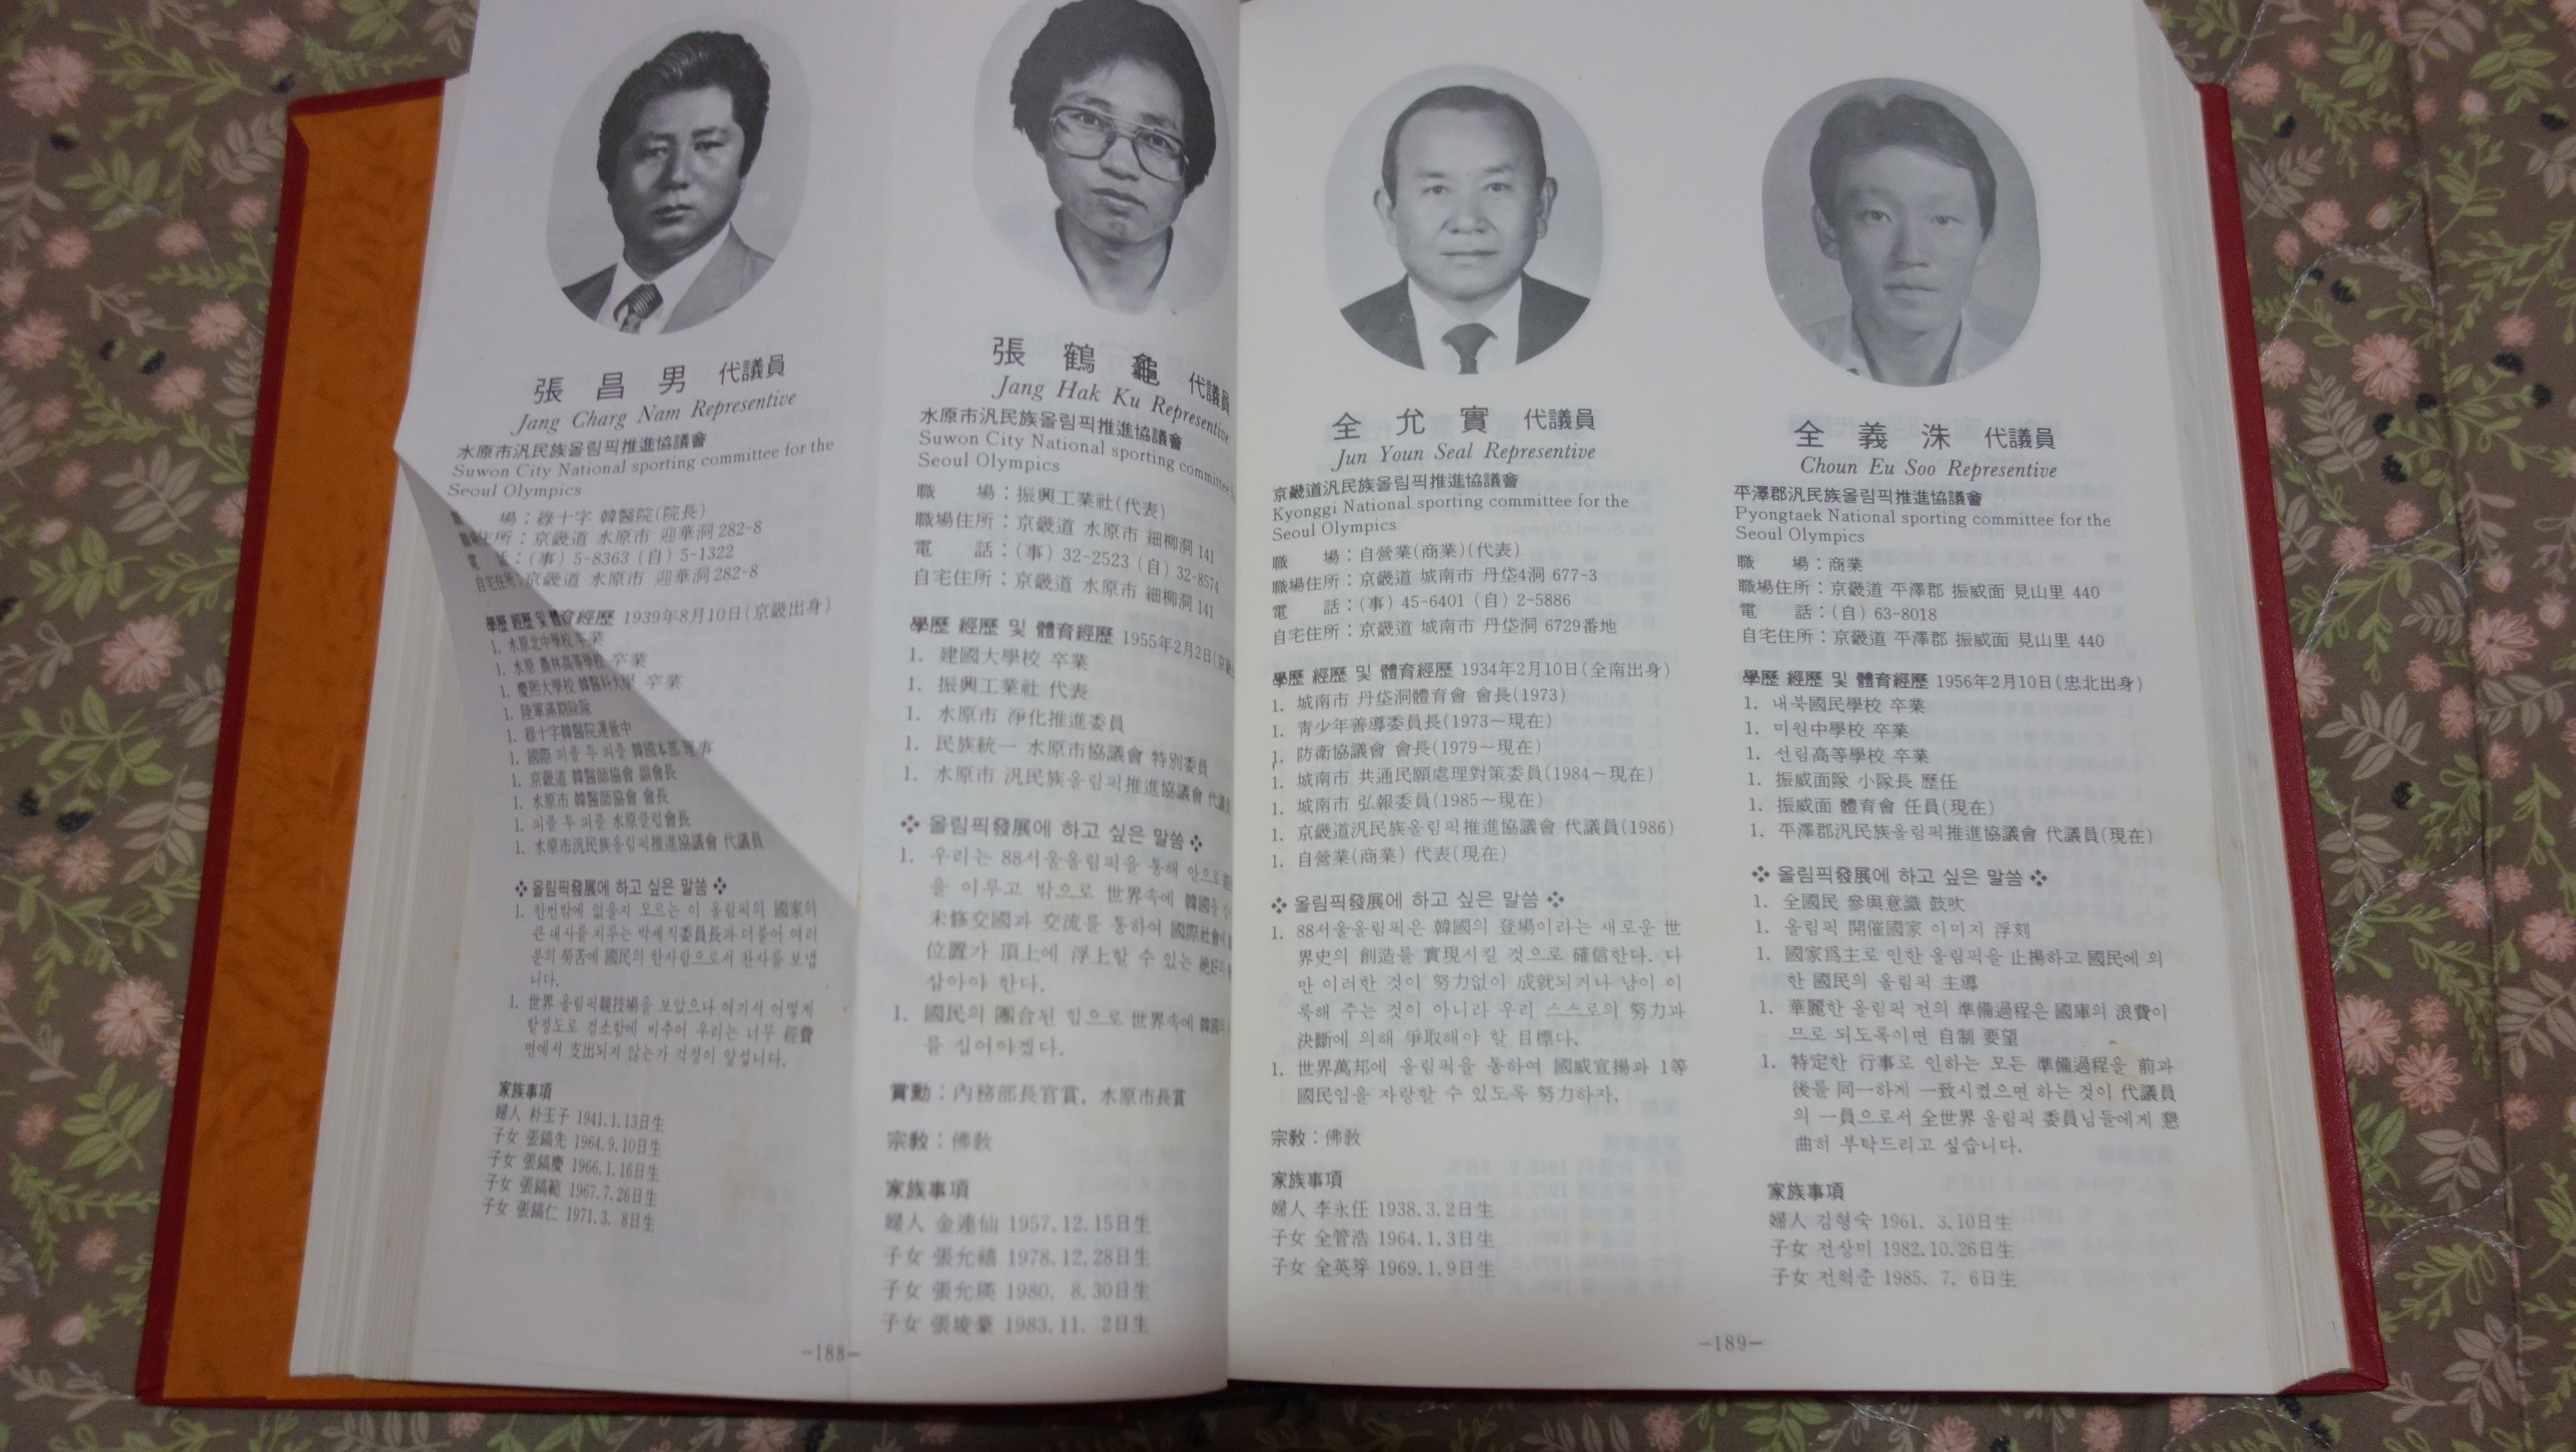 張 昌 男 代議員
Jang Charg Nam Representive
水原市汎民族올림픽推進協議會
Suwon City National sporting committee for the
Seoul Olympics
場：綠十字 韓醫院(院長)
住所：京畿道 水原市 迎華洞 282-8
電 話：(事) 5-8363 (自) 5-1322
自宅住所：京畿道 水原市 迎華洞 282-8
學歷 經歷 및 體育經歷 1939年8月10日(京畿出身)
1. 水原北中學校 卒業
1. 水原 農林高等學校 卒業
1. 慶熙大學校 韓醫科大學 卒業
1. 陸軍滿期除隊
1. 綠十字韓醫院運營中
1. 國際 피플 투 피플 韓國本部 理事
1. 京畿道 韓醫師協會 副會長
1. 水原市 韓醫師協會 會長
1. 피플 투 피플 水原클럽會長
1. 水原市汎民族올림픽推進協議會 代議員
❖ 올림픽發展에 하고 싶은 말씀 ❖
1. 한번밖에 없을지 모르는 이 올림픽의 國家의
큰 대사를 치루는 박세직委員長과 더불어 여러
분의 勞苦에 國民의 한사람으로서 찬사를 보냅
니다.
1. 世界 올림픽競技場을 보았으나 여기서 어떻게
할정도로 검소함에 비추어 우리는 너무 經費
면에서 支出되지 않는가 걱정이 앞섭니다.
家族事項
婦人 朴玉子 1941.1.13日生
子女 張鎬先 1964.9.10日生
子女 張鎬慶 1966.1.16日生
子女 張鎬範 1967.7.26日生
子女 張鎬仁 1971.3. 8日生
-188-
張 鶴 龜 代議員
Jang Hak Ku Representive
水原市汎民族올림픽推進協議會
Suwon City National sporting committee
Seoul Olympics
職 場：振興工業社(代表)
職場住所：京畿道 水原市 細柳洞 141
電 話：(事) 32-2523 (自) 32-8574
自宅住所：京畿道 水原市 細柳洞 141
學歷 經歷 및 體育經歷 1955年2月2日
1. 建國大學校 卒業
1. 振興工業社 代表
1. 水原市 淨化推進委員
1. 民族統一 水原市協議會 特別委員
1. 水原市 汎民族올림픽推進協議會 代議員
❖ 올림픽發展에 하고 싶은 말씀 ❖
1. 우리는 88서울올림픽을 통해 안으로
을 이루고 밖으로 世界속에 韓國을
未修交國과 交流를 통하여 國際社會에
位置가 頂上에 浮上할 수 있는 絶好의
삼아야 한다.
1. 國民의 團合된 힘으로 世界속에 韓國의
를 심어야겠다.
賞勳：內務部長官賞, 水原市長賞
宗敎：佛敎
家族事項
婦人 金連仙 1957.12.15日生
子女 張允禧 1978.12.28日生
子女 張允瑛 1980. 8.30日生
子女 張埈豪 1983.11. 2日生
全 允 實 代議員
Jun Youn Seal Representive
京畿道汎民族올림픽推進協議會
Kyonggi National sporting committee for the
Seoul Olympics
職 場：自營業(商業)(代表)
職場住所：京畿道 城南市 丹垈4洞 677-3
電 話：(事) 45-6401 (自) 2-5886
自宅住所：京畿道 城南市 丹垈洞 6729番地
學歷 經歷 및 體育經歷 1934年2月10日(全南出身)
1. 城南市 丹垈洞體育會 會長(1973)
1. 靑少年善導委員長(1973～現在)
1. 防衛協議會 會長(1979～現在)
1. 城南市 共通民願處理對策委員(1984～現在)
1. 城南市 弘報委員(1985～現在)
1. 京畿道汎民族올림픽推進協議會 代議員(1986)
1. 自營業(商業) 代表(現在)
❖ 올림픽發展에 하고 싶은 말씀 ❖
1. 88서울올림픽은 韓國의 登場이라는 새로운 世
界史의 創造를 實現시킬 것으로 確信한다. 다
만 이러한 것이 努力없이 成就되거나 남이 이
룩해 주는 것이 아니라 우리 스스로의 努力과
決斷에 의해 爭取해야 할 目標다.
1. 世界萬邦에 올림픽을 통하여 國威宣揚과 1等
國民임을 자랑할 수 있도록 努力하자.
宗敎：佛敎
家族事項
婦人 李永任 1938.3.2日生
子女 全管浩 1964.1.3日生
子女 全英芽 1969.1.9日生
全 義 洙 代議員
Choun Eu Soo Representive
平澤郡汎民族올림픽推進協議會
Pyongtaek National sporting committee for the
Seoul Olympics
職 場：商業
職場住所：京畿道 平澤郡 振威面 見山里 440
電 話：(自) 63-8018
自宅住所：京畿道 平澤郡 振威面 見山里 440
學歷 經歷 및 體育經歷 1956年2月10日(忠北出身)
1. 내북國民學校 卒業
1. 미원中學校 卒業
1. 선림高等學校 卒業
1. 振威面隊 小隊長 歷任
1. 振威面 體育會 任員(現在)
1. 平澤郡汎民族올림픽推進協議會 代議員(現在)
❖ 올림픽發展에 하고 싶은 말씀 ❖
1. 全國民 參與意識 鼓吹
1. 올림픽 開催國家 이미지 浮刻
1. 國家爲主로 인한 올림픽을 止揚하고 國民에 의
한 國民의 올림픽 主導
1. 華麗한 올림픽 전의 準備過程은 國庫의 浪費이
므로 되도록이면 自制 要望
1. 特定한 行事로 인하는 모든 準備過程을 前과
後를 同一하게 一致시켰으면 하는 것이 代議員
의 一員으로서 全世界 올림픽 委員님들에게 懇
曲히 부탁드리고 싶습니다.
家族事項
婦人 김형숙 1961. 3.10日生
子女 전상미 1982.10.26日生
子女 전혁준 1985. 7. 6日生
-189-